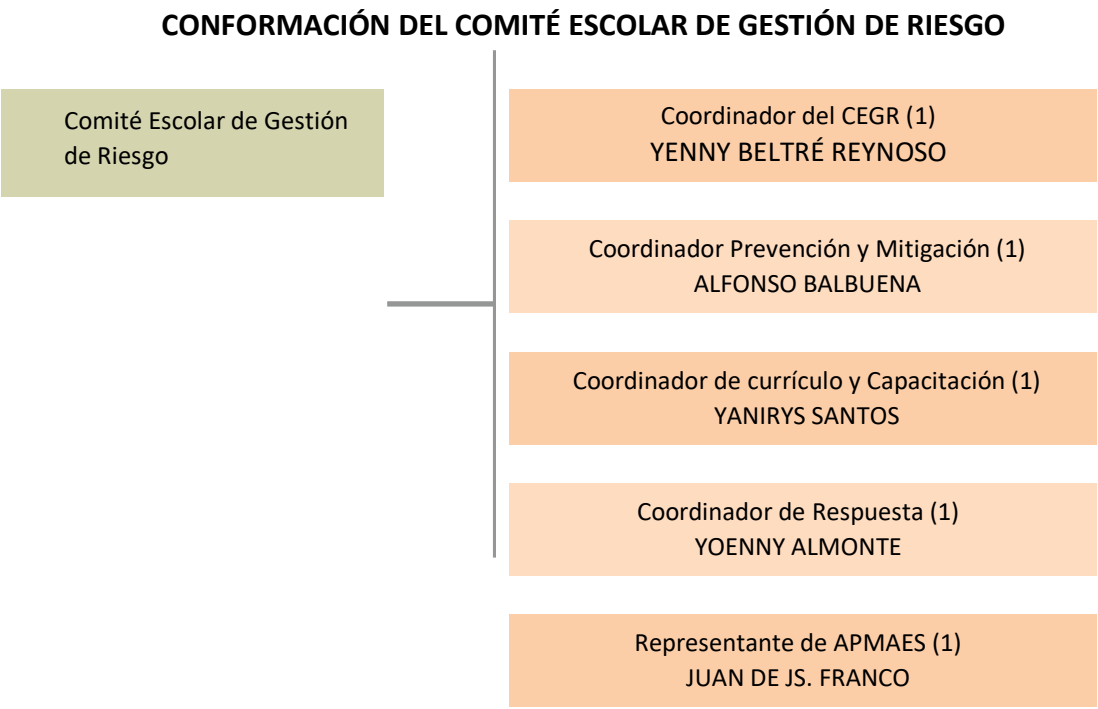 CONFORMACIÓN DEL COMITÉ ESCOLAR DE GESTIÓN DE RIESGO
Comité Escolar de Gestión
de Riesgo
Coordinador del CEGR (1)
YENNY BELTRÉ REYNOSO
Coordinador Prevención y Mitigación (1)
ALFONSO BALBUENA
Coordinador de currículo y Capacitación (1)
YANIRYS SANTOS
Coordinador de Respuesta (1)
YOENNY ALMONTE
Representante de APMAES (1)
JUAN DE JS. FRANCO